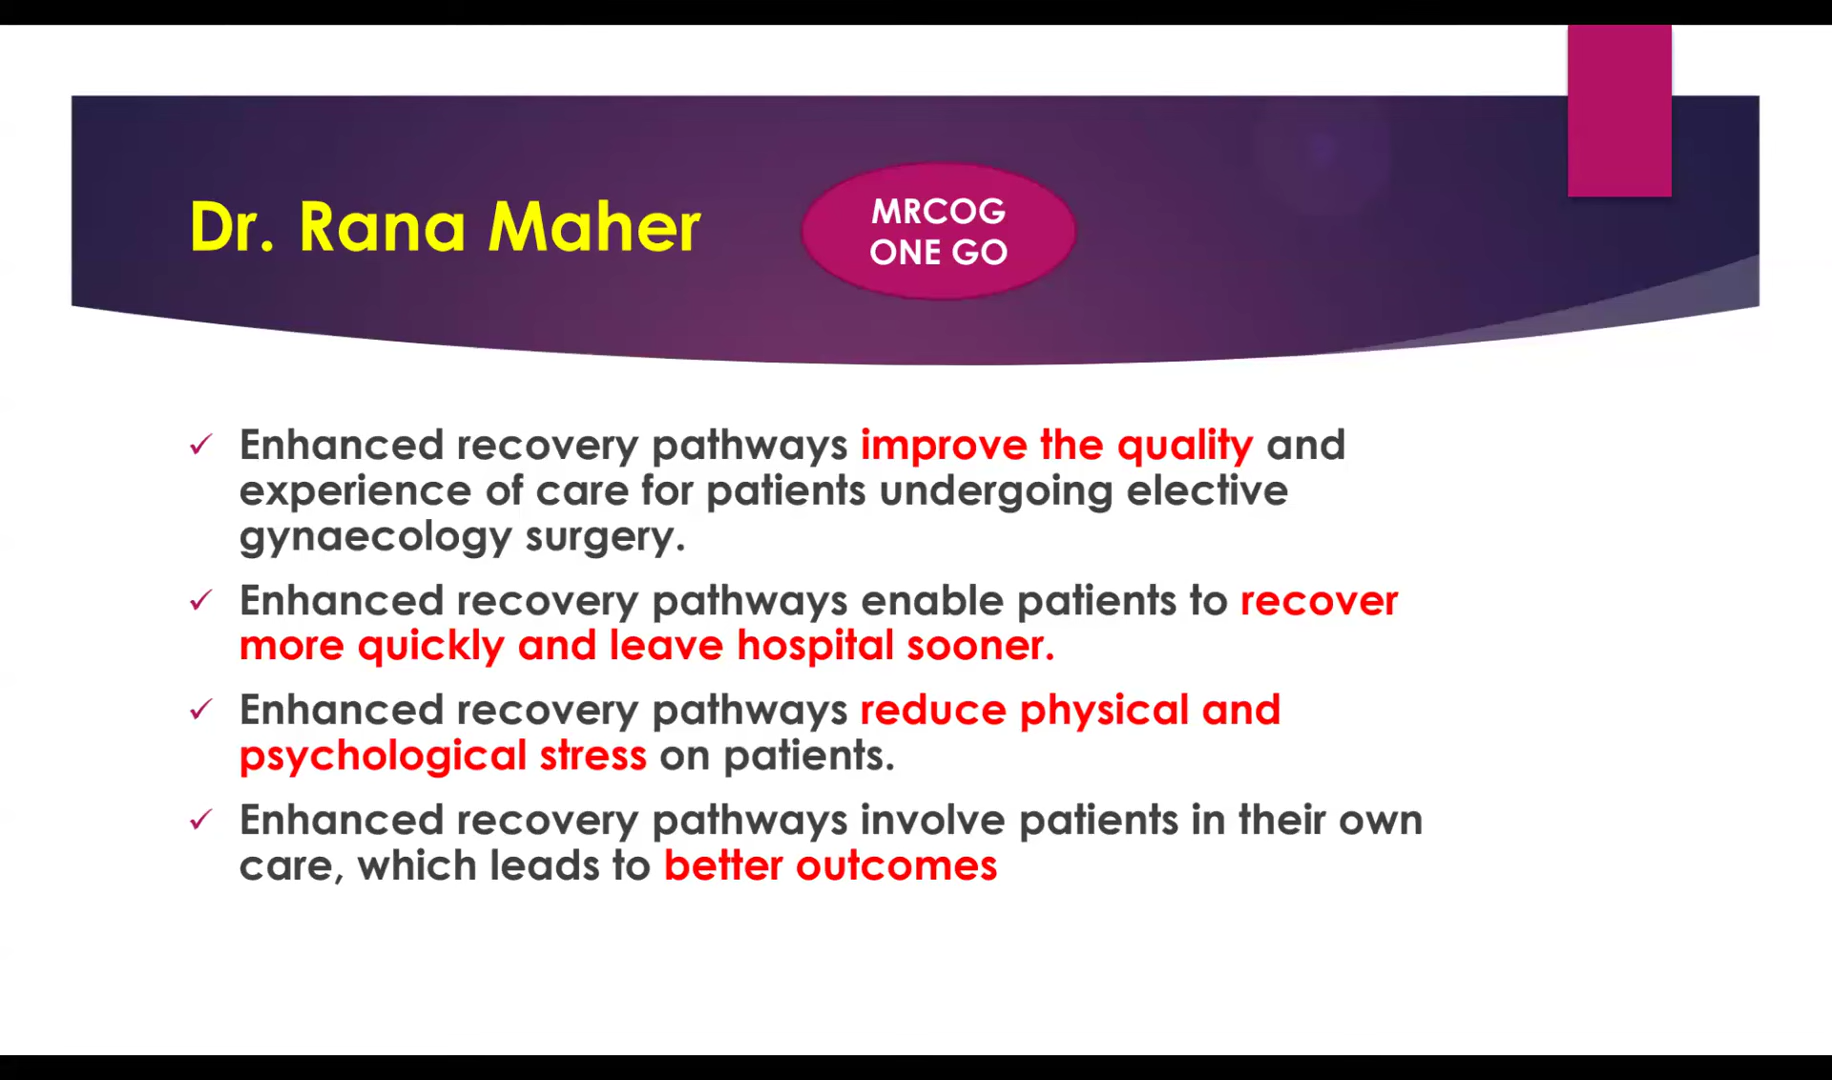 Dr. Rana Maher
MRCOG
ONE GO
✓ Enhanced recovery pathways improve the quality and
experience of care for patients undergoing elective
gynaecology surgery.
✓ Enhanced recovery pathways enable patients to recover
more quickly and leave hospital sooner.
✓ Enhanced recovery pathways reduce physical and
psychological stress on patients.
✓ Enhanced recovery pathways involve patients in their own
care, which leads to better outcomes